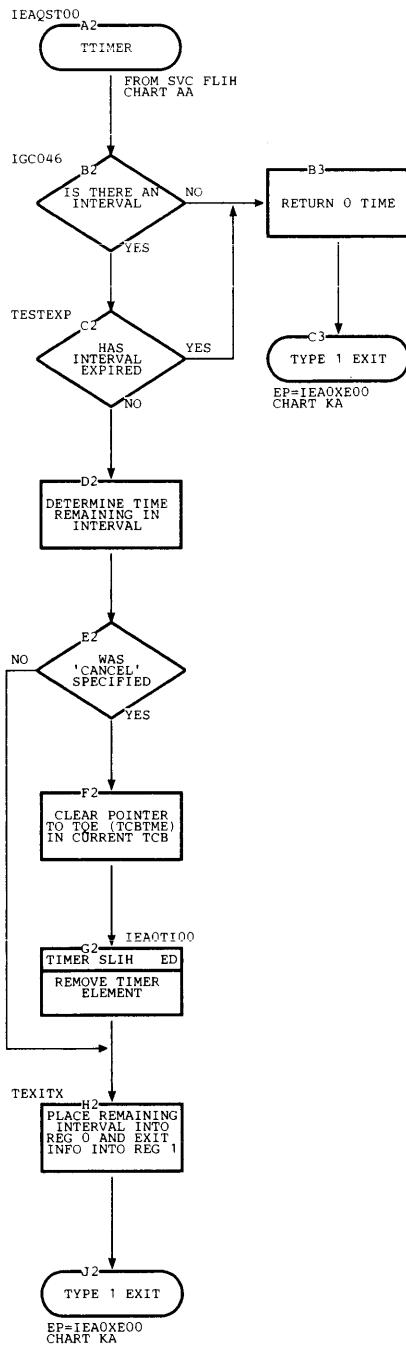 IEAQST00
A2
TTIMER
FROM SVC FLIH
CHART AA
IGC046
B2
IS THERE AN
INTERVAL
NO
YES
B3
RETURN 0 TIME
TESTEXP
C2
HAS
INTERVAL
EXPIRED
YES
NO
C3
TYPE 1 EXIT
EP=IEA0XE00
CHART KA
D2
DETERMINE TIME
REMAINING IN
INTERVAL
E2
NO
WAS
'CANCEL'
SPECIFIED
YES
F2
CLEAR POINTER
TO TQE (TCBTME)
IN CURRENT TCB
IEA0TI00
G2
TIMER SLIH ED
REMOVE TIMER
ELEMENT
TEXITX
H2
PLACE REMAINING
INTERVAL INTO
REG 0 AND EXIT
INFO INTO REG 1
J2
TYPE 1 EXIT
EP=IEA0XE00
CHART KA